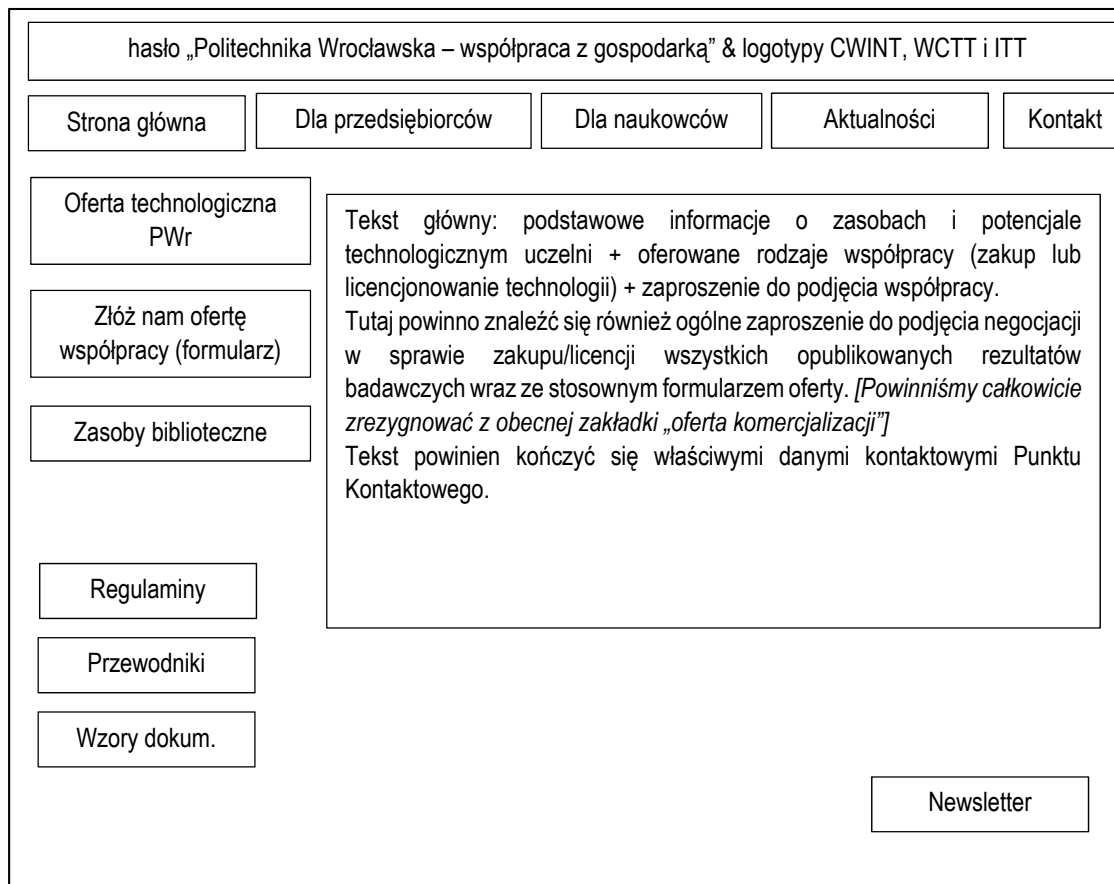 hasło „Politechnika Wrocławska – współpraca z gospodarką” & logotypy CWINT, WCTT i ITT
Strona główna
Dla przedsiębiorców
Dla naukowców
Aktualności
Kontakt
Oferta technologiczna
PWr
Złóż nam ofertę
współpracy (formularz)
Zasoby biblioteczne
Tekst główny: podstawowe informacje o zasobach i potencjale
technologicznym uczelni + oferowane rodzaje współpracy (zakup lub
licencjonowanie technologii) + zaproszenie do podjęcia współpracy.
Tutaj powinno znaleźć się również ogólne zaproszenie do podjęcia negocjacji
w sprawie zakupu/licencji wszystkich opublikowanych rezultatów
badawczych wraz ze stosownym formularzem oferty. [Powinniśmy całkowicie
zrezygnować z obecnej zakładki „oferta komercjalizacji”]
Tekst powinien kończyć się właściwymi danymi kontaktowymi Punktu
Kontaktowego.
Regulaminy
Przewodniki
Wzory dokum.
Newsletter